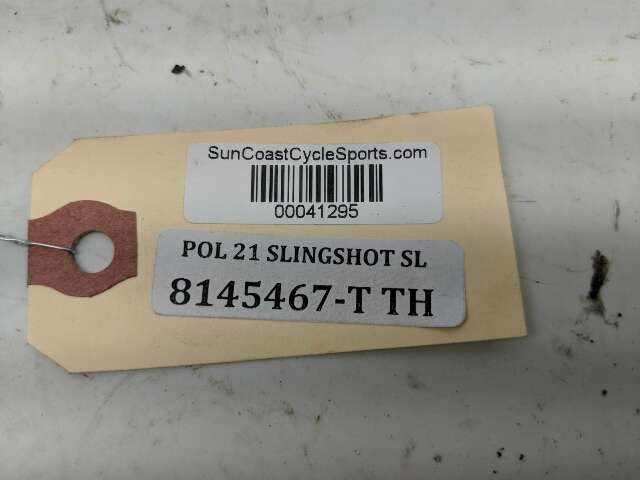 SunCoastCycleSports.com
00041295
POL 21 SLINGSHOT SL
8145467-T TH